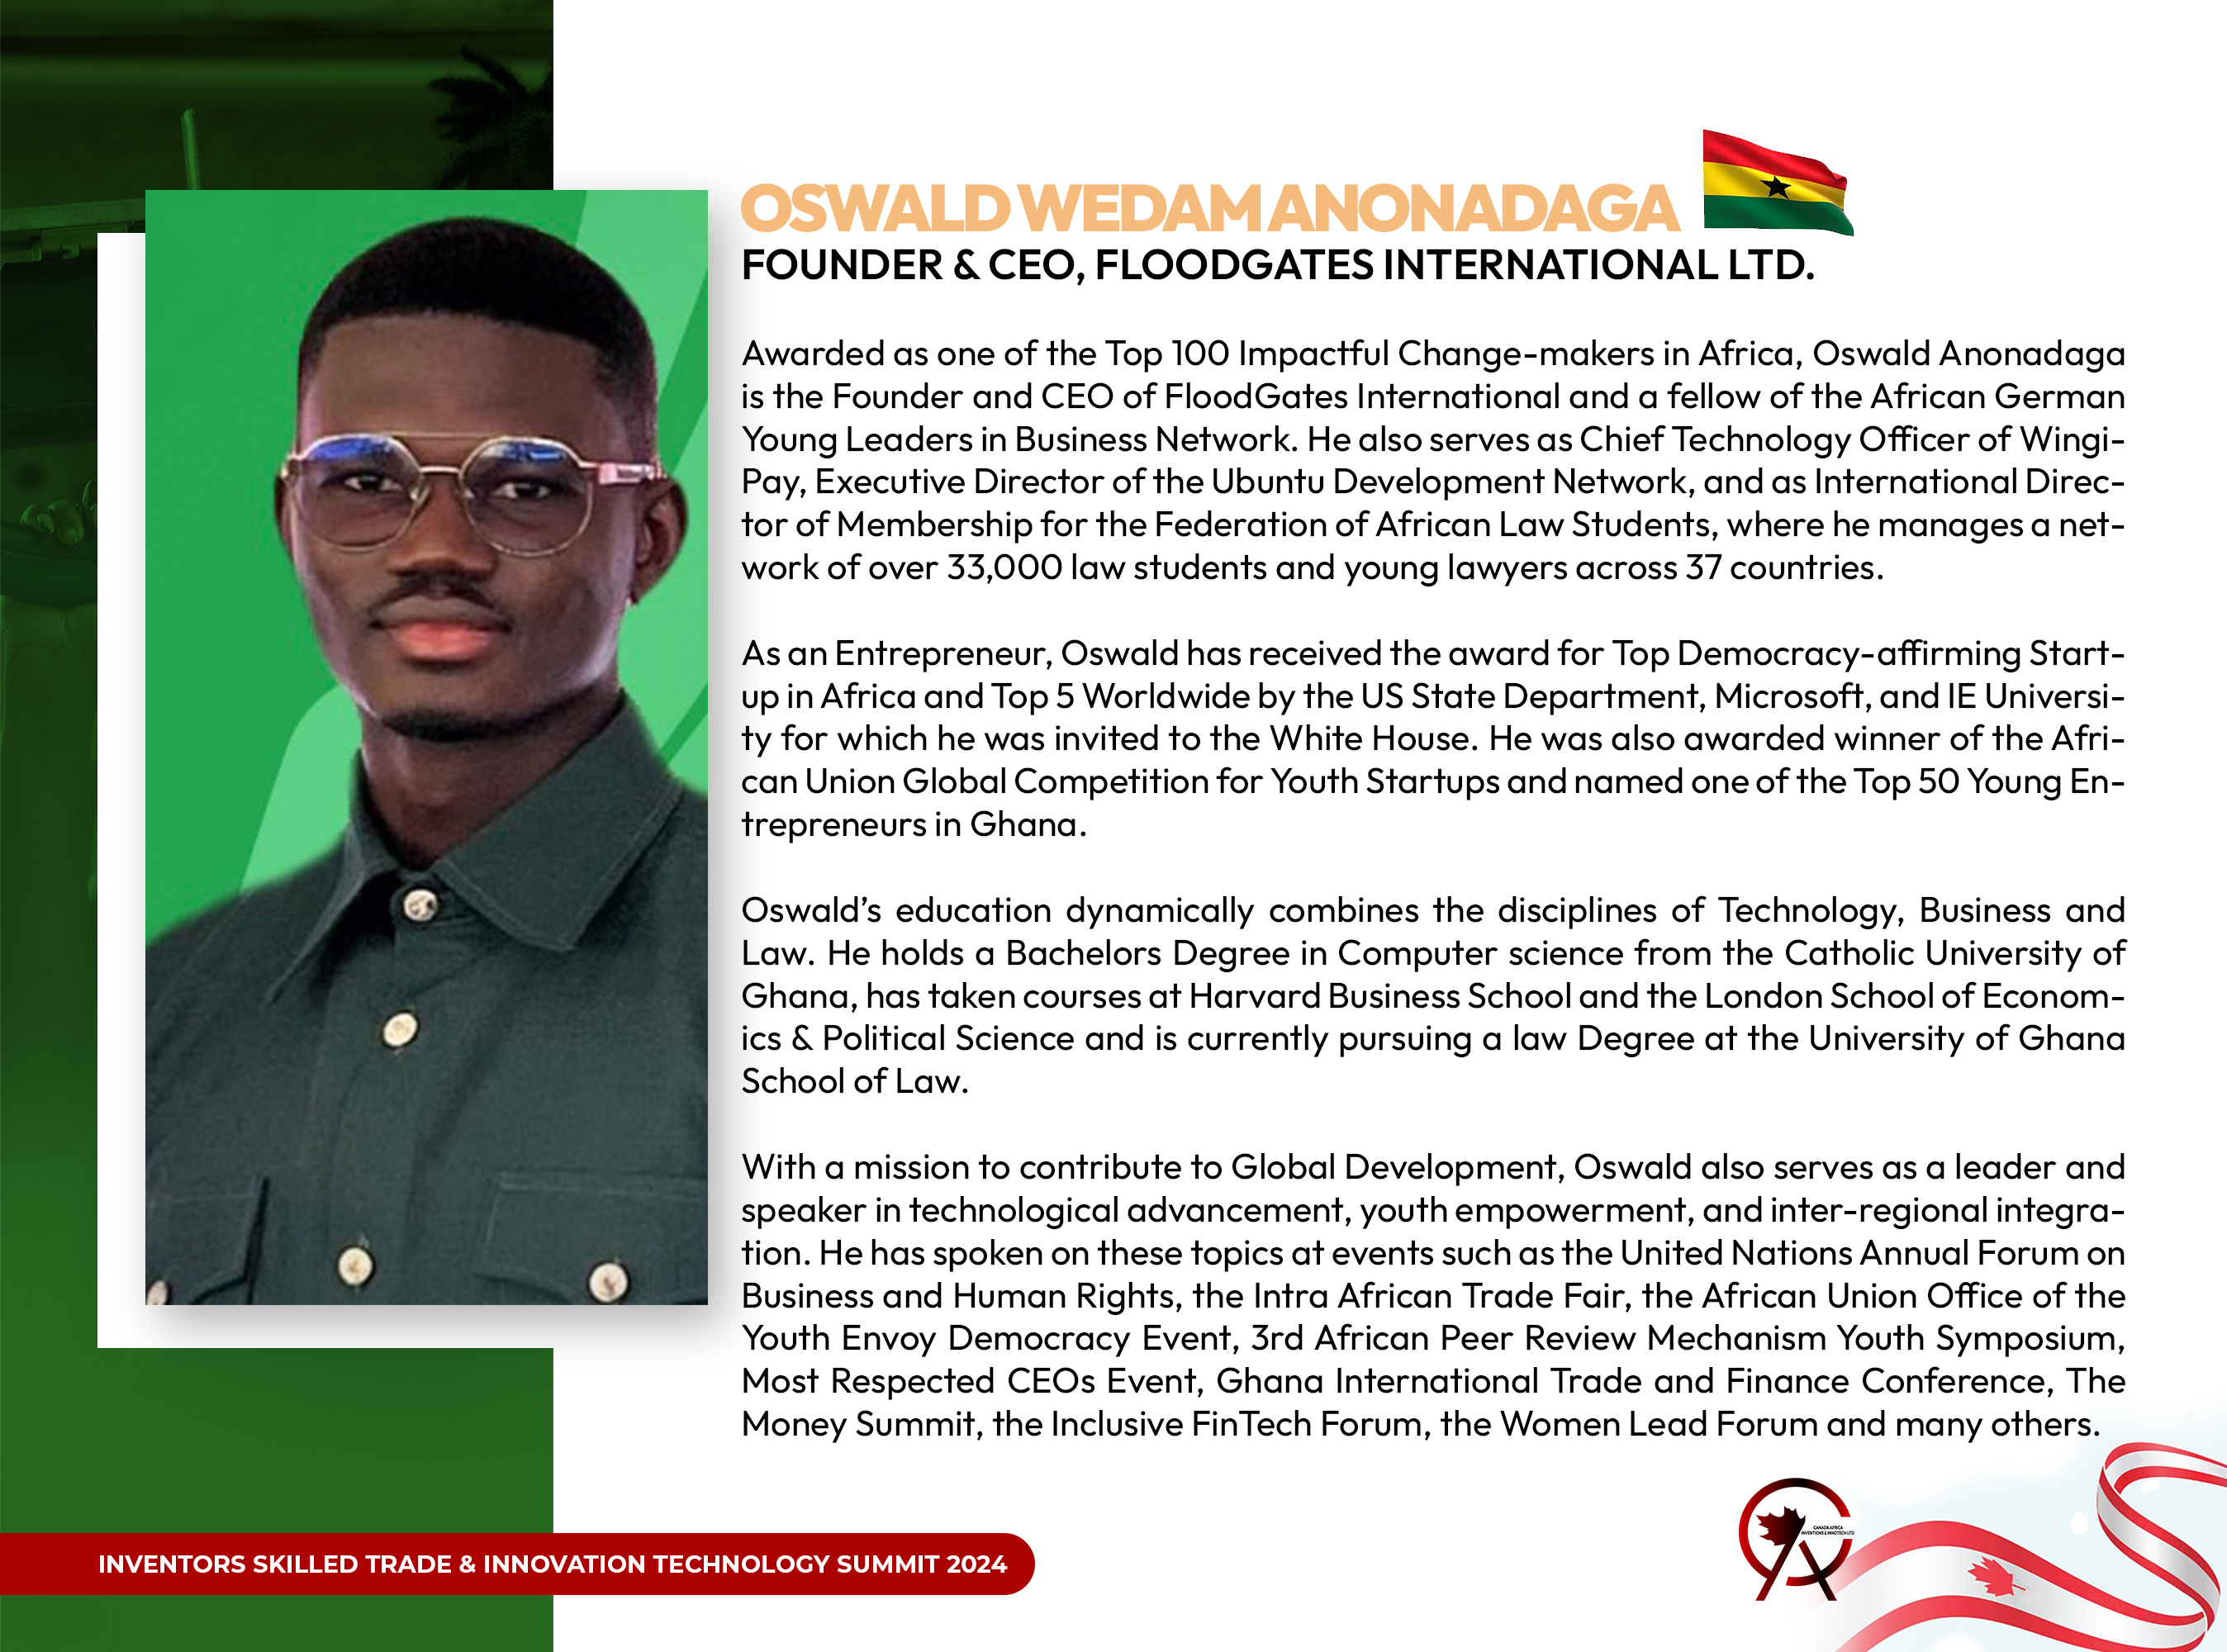 OSWALD WEDAM ANONADAGA
FOUNDER & CEO, FLOODGATES INTERNATIONAL LTD.
Awarded as one of the Top 100 Impactful Change-makers in Africa, Oswald Anonadaga
is the Founder and CEO of FloodGates International and a fellow of the African German
Young Leaders in Business Network. He also serves as Chief Technology Officer of Wingi-
Pay, Executive Director of the Ubuntu Development Network, and as International Direc-
tor of Membership for the Federation of African Law Students, where he manages a net-
work of over 33,000 law students and young lawyers across 37 countries.
As an Entrepreneur, Oswald has received the award for Top Democracy-affirming Start-
up in Africa and Top 5 Worldwide by the US State Department, Microsoft, and IE Universi-
ty for which he was invited to the White House. He was also awarded winner of the Afri-
can Union Global Competition for Youth Startups and named one of the Top 50 Young En-
trepreneurs in Ghana.
Oswald’s education dynamically combines the disciplines of Technology, Business and
Law. He holds a Bachelors Degree in Computer science from the Catholic University of
Ghana, has taken courses at Harvard Business School and the London School of Econom-
ics & Political Science and is currently pursuing a law Degree at the University of Ghana
School of Law.
With a mission to contribute to Global Development, Oswald also serves as a leader and
speaker in technological advancement, youth empowerment, and inter-regional integra-
tion. He has spoken on these topics at events such as the United Nations Annual Forum on
Business and Human Rights, the Intra African Trade Fair, the African Union Office of the
Youth Envoy Democracy Event, 3rd African Peer Review Mechanism Youth Symposium,
Most Respected CEOs Event, Ghana International Trade and Finance Conference, The
Money Summit, the Inclusive FinTech Forum, the Women Lead Forum and many others.
CANADA AFRICA
INVENTIONS & INNOTECH LTD
INVENTORS SKILLED TRADE & INNOVATION TECHNOLOGY SUMMIT 2024